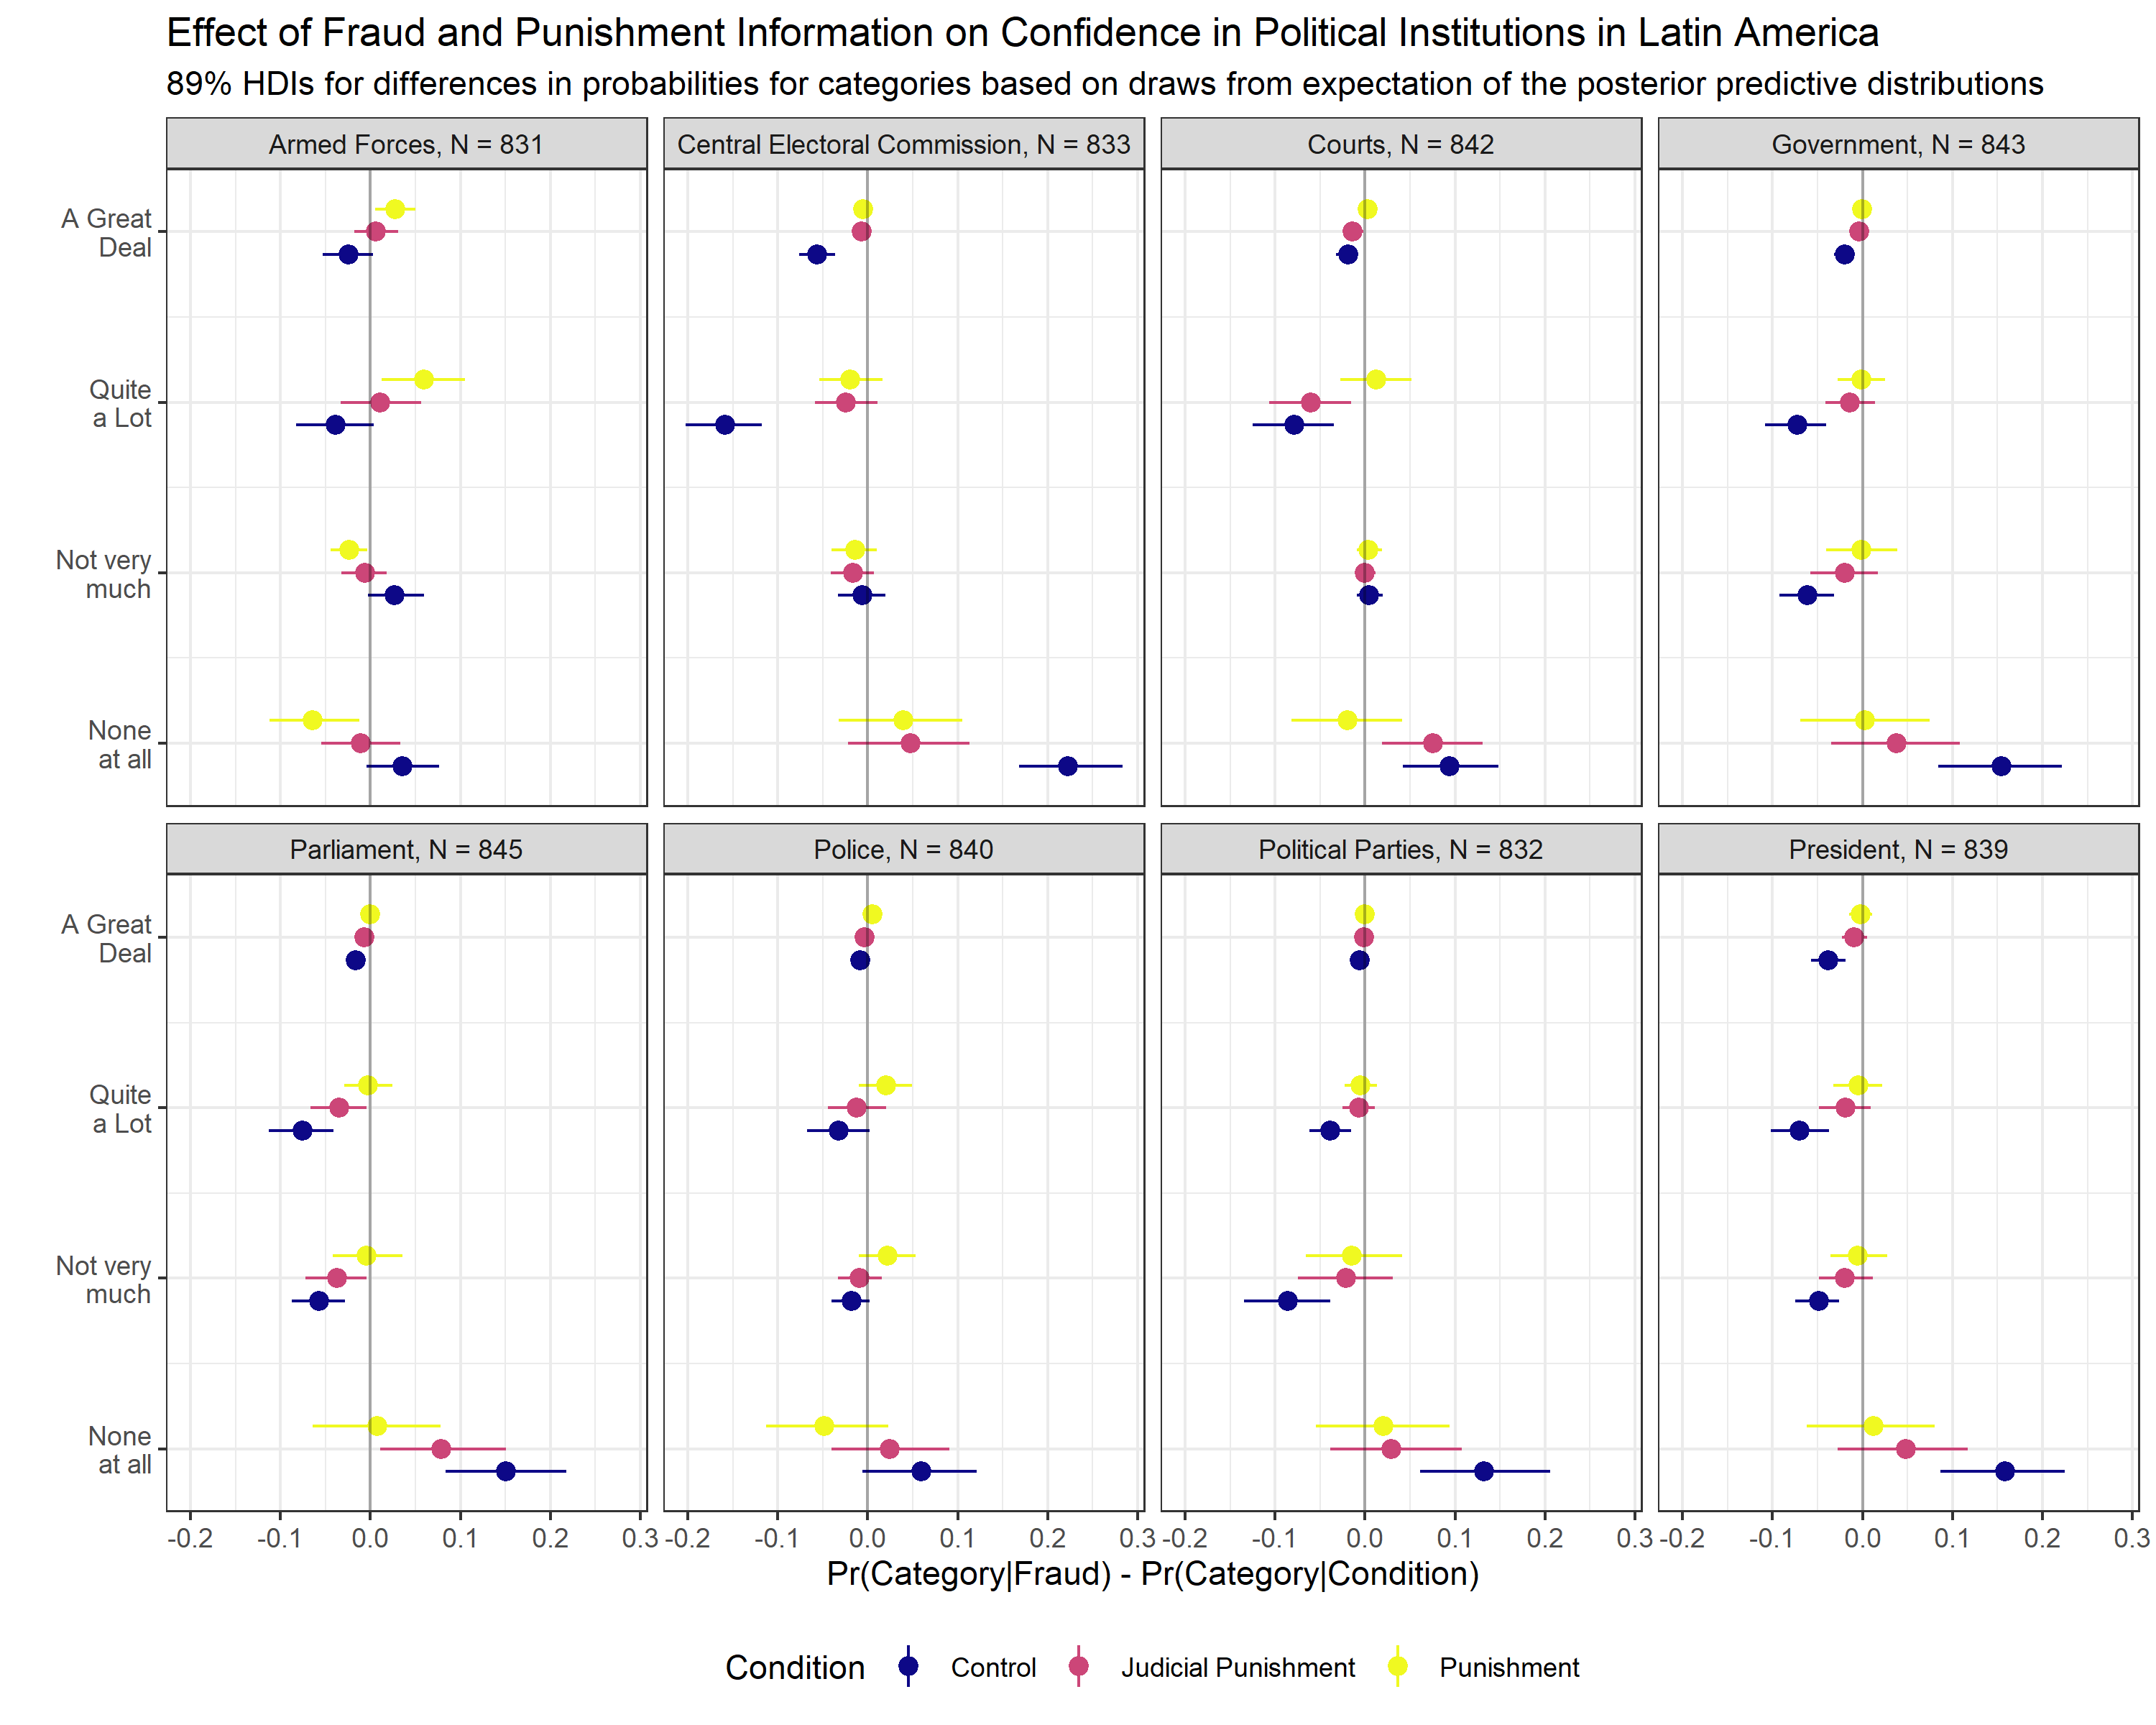 Effect of Fraud and Punishment Information on Confidence in Political Institutions in Latin America
89% HDIs for differences in probabilities for categories based on draws from expectation of the posterior predictive distributions
Armed Forces, N = 831
Central Electoral Commission, N = 833
Courts, N = 842
Government, N = 843
A Great
Deal
Quite
a Lot
Not very
much
None
at all
Parliament, N = 845
Police, N = 840
Political Parties, N = 832
President, N = 839
A Great
Deal
Quite
a Lot
Not very
much
None
at all
-0.2 -0.1 0.0 0.1 0.2 0.3
-0.2 -0.1 0.0 0.1 0.2 0.3
-0.2 -0.1 0.0 0.1 0.2 0.3
-0.2 -0.1 0.0 0.1 0.2 0.3
Pr(Category|Fraud) - Pr(Category|Condition)
Condition Control Judicial Punishment Punishment